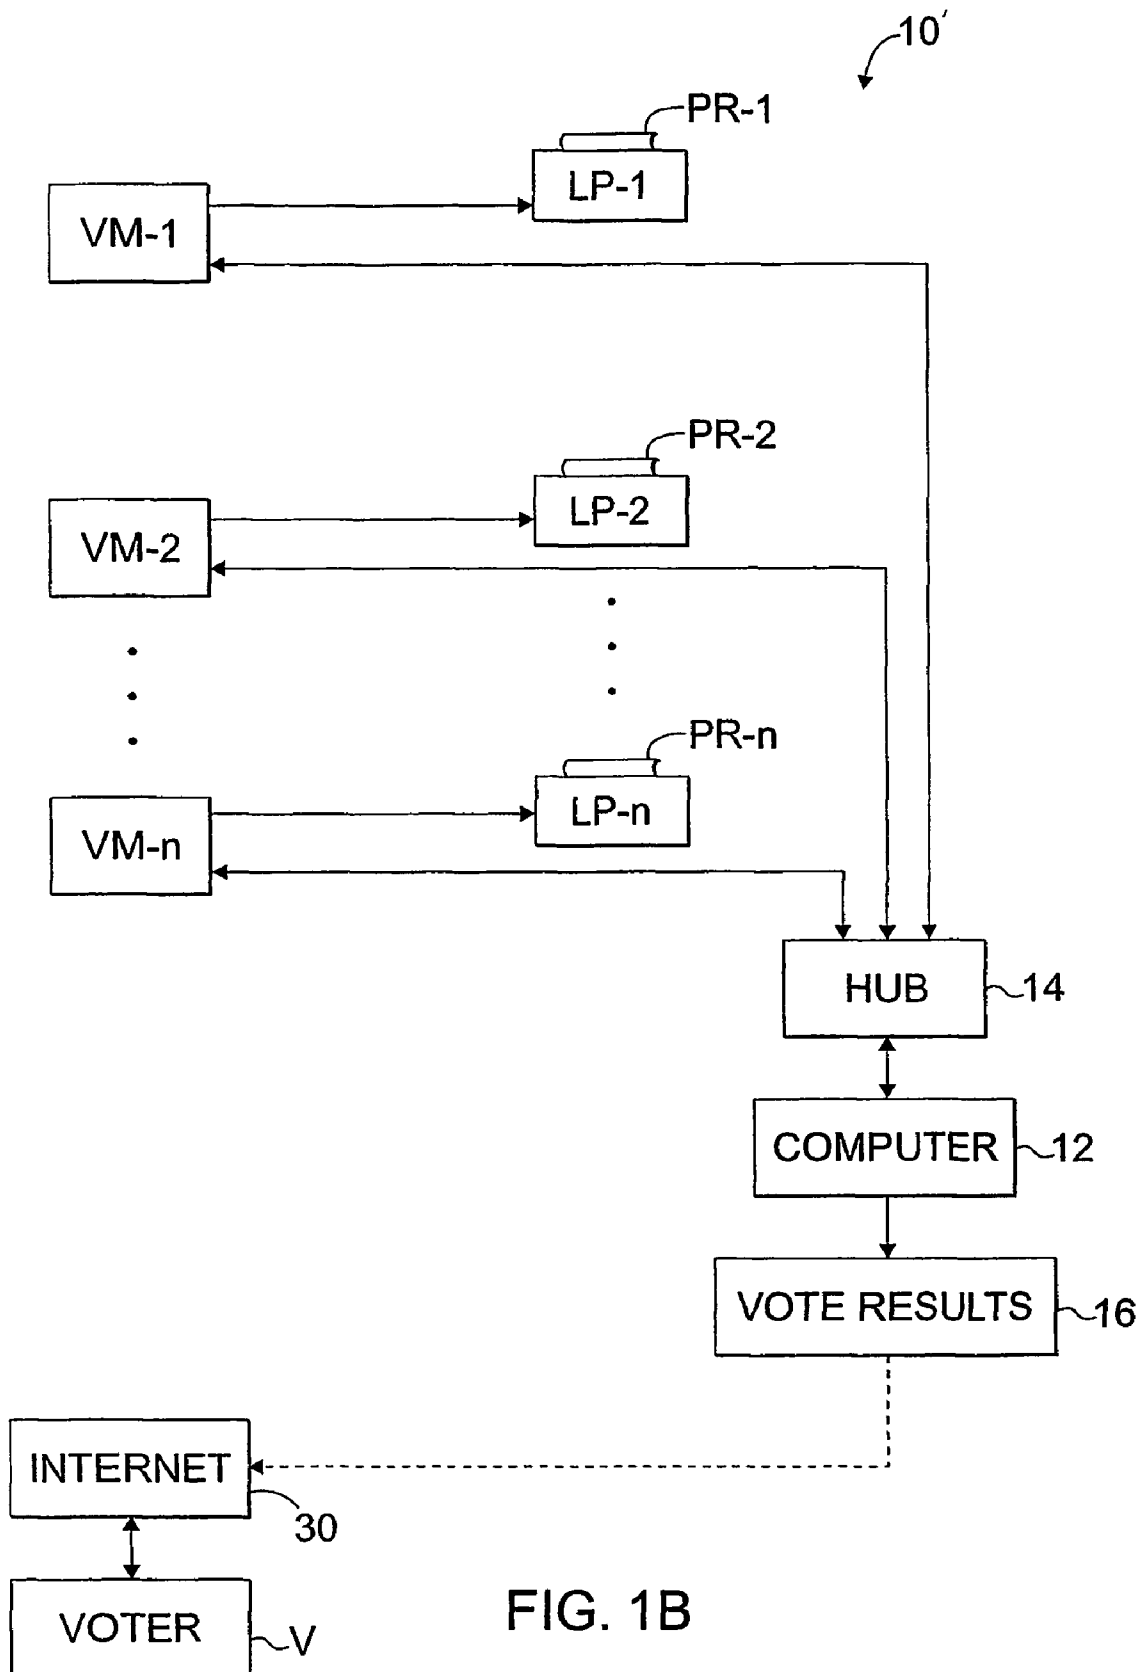 10'
PR-1
LP-1
VM-1
PR-2
LP-2
VM-2
PR-n
LP-n
VM-n
HUB
14
COMPUTER
12
VOTE RESULTS
16
INTERNET
30
VOTER
V
FIG. 1B